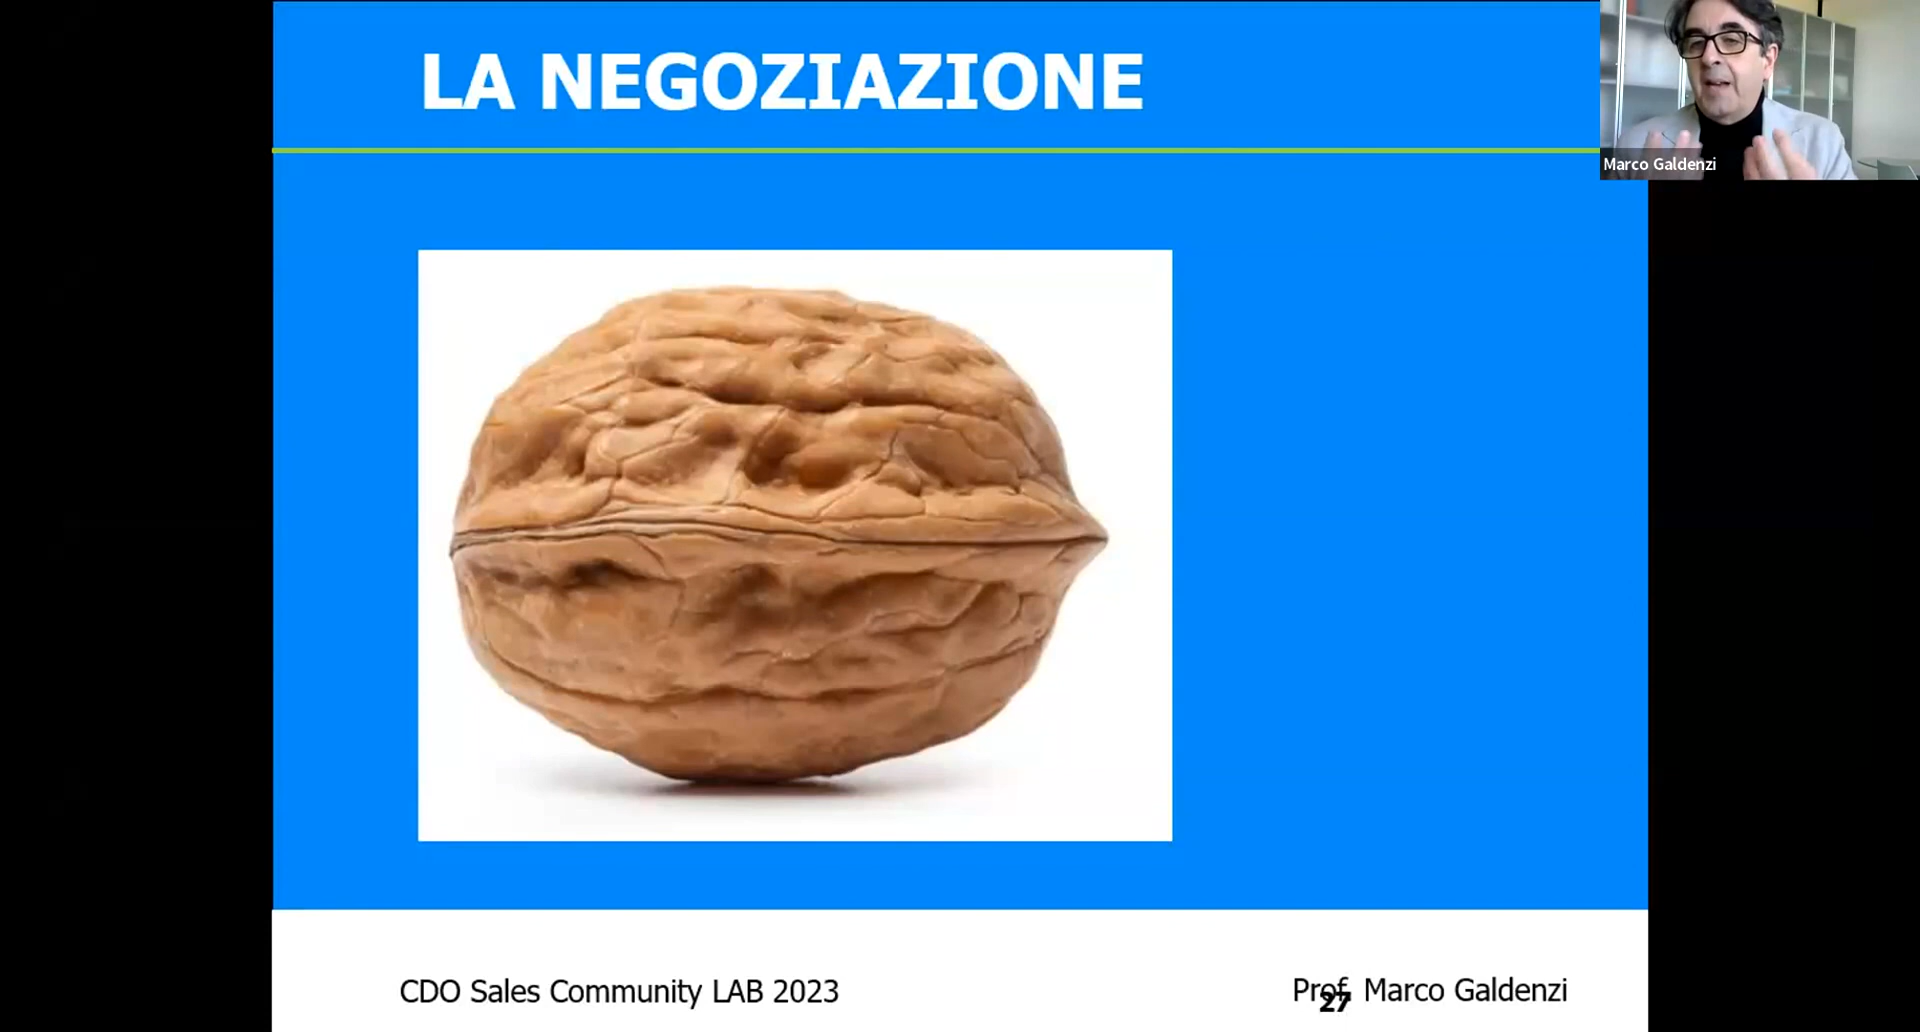 LA NEGOZIAZIONE
Marco Galdenzi
CDO Sales Community LAB 2023
Prof. Marco Galdenzi
27